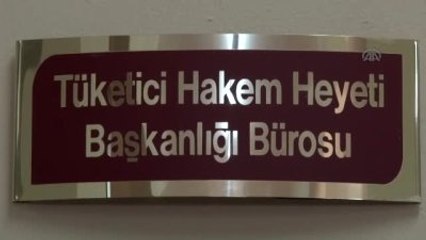 Tüketici Hakem Heyeti
Başkanlığı Bürosu